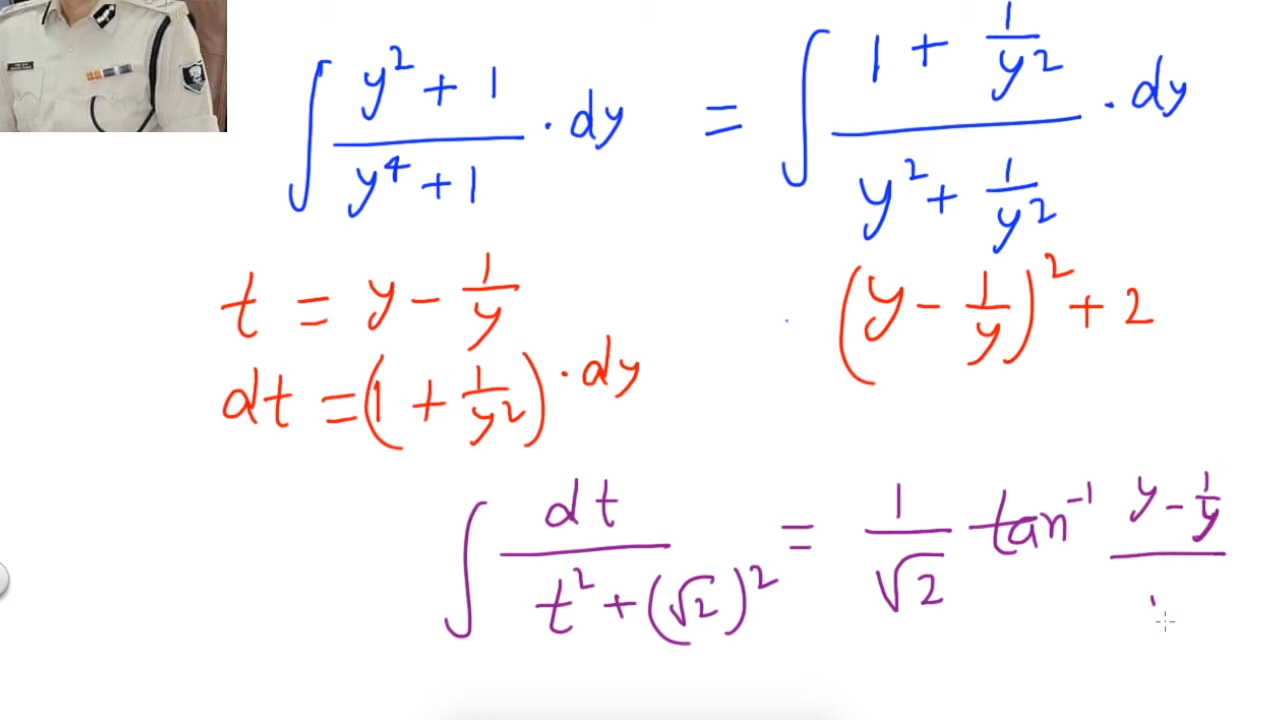 ∫ (y² + 1)/(y⁴ + 1) · dy = ∫ (1 + 1/y²)/(y² + 1/y²) · dy
t = y − 1/y
(y − 1/y)² + 2
dt = (1 + 1/y²) · dy
∫ dt/(t² + (√2)²) = 1/√2 tan⁻¹ (y − 1/y)/